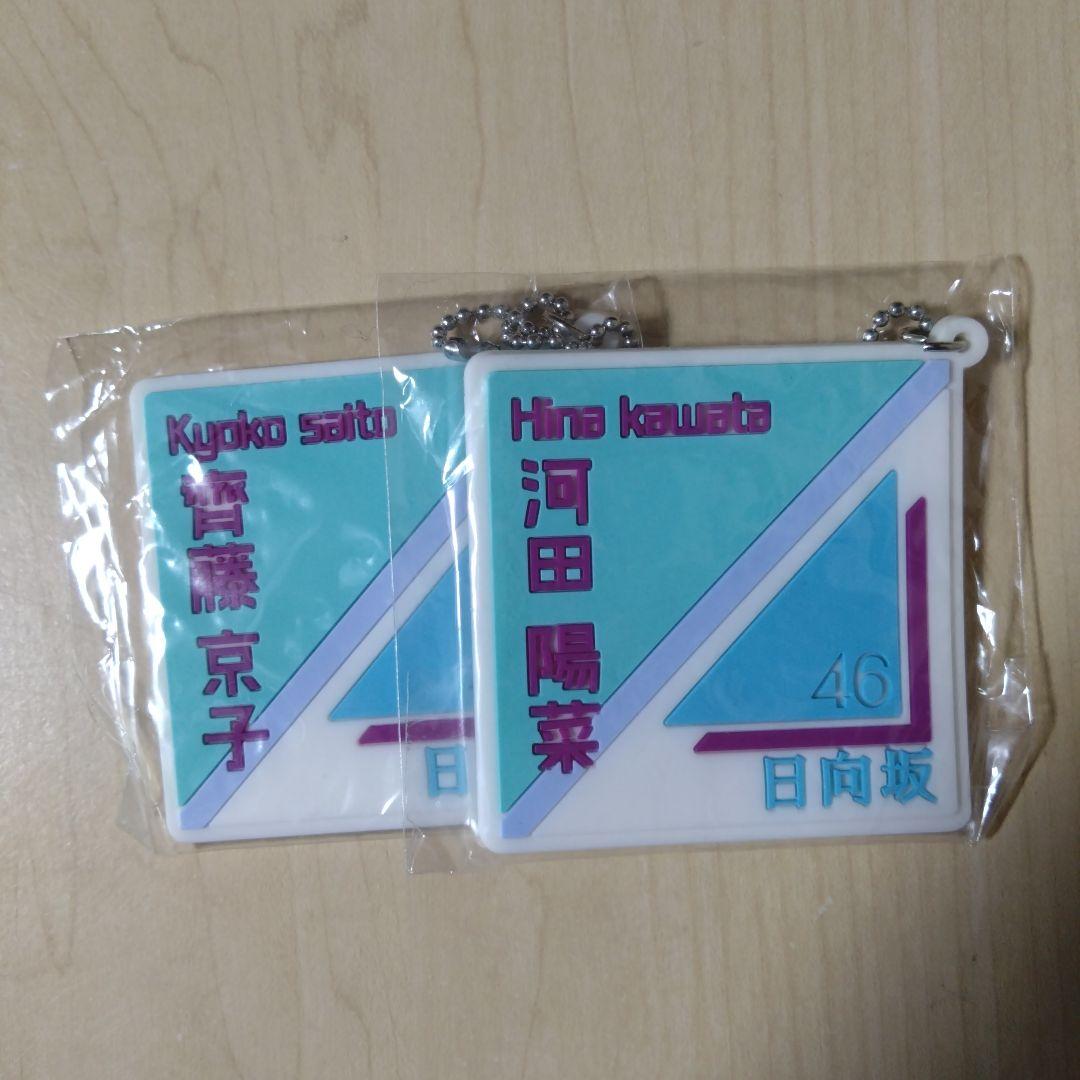 Kyoko saito
齊藤 京子
日
Hina kawata
河田 陽菜
46
日向坂